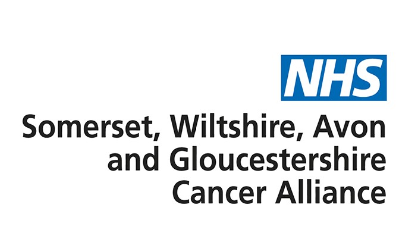 NHS
Somerset, Wiltshire, Avon
and Gloucestershire
Cancer Alliance